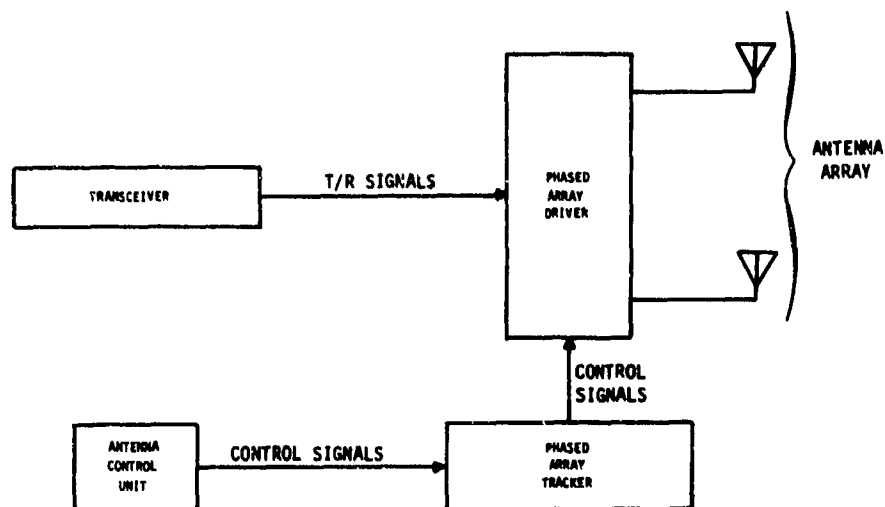 ANTENNA
ARRAY
TRANSCEIVER
T/R SIGNALS
PHASED
ARRAY
DRIVER
CONTROL
SIGNALS
ANTENNA
CONTROL
UNIT
CONTROL SIGNALS
PHASED
ARRAY
TRACKER